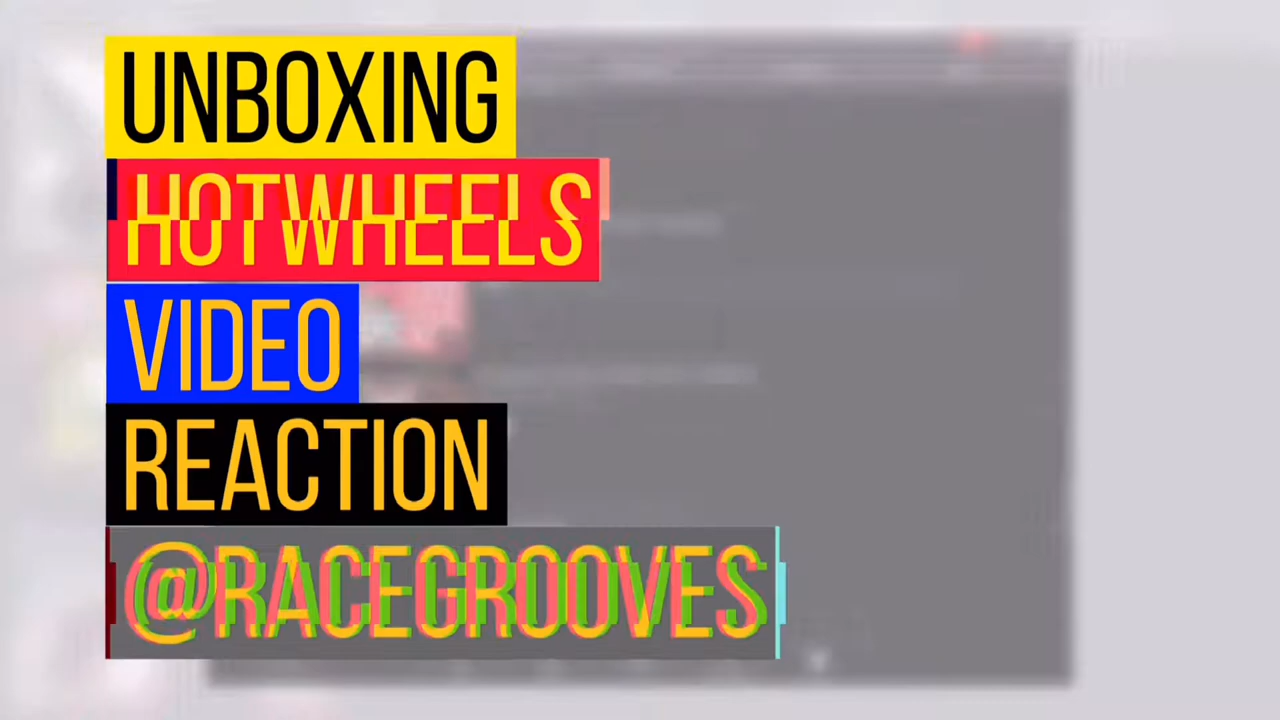 UNBOXING
HOTWHEELS
VIDEO
REACTION
@RACEGROOVES